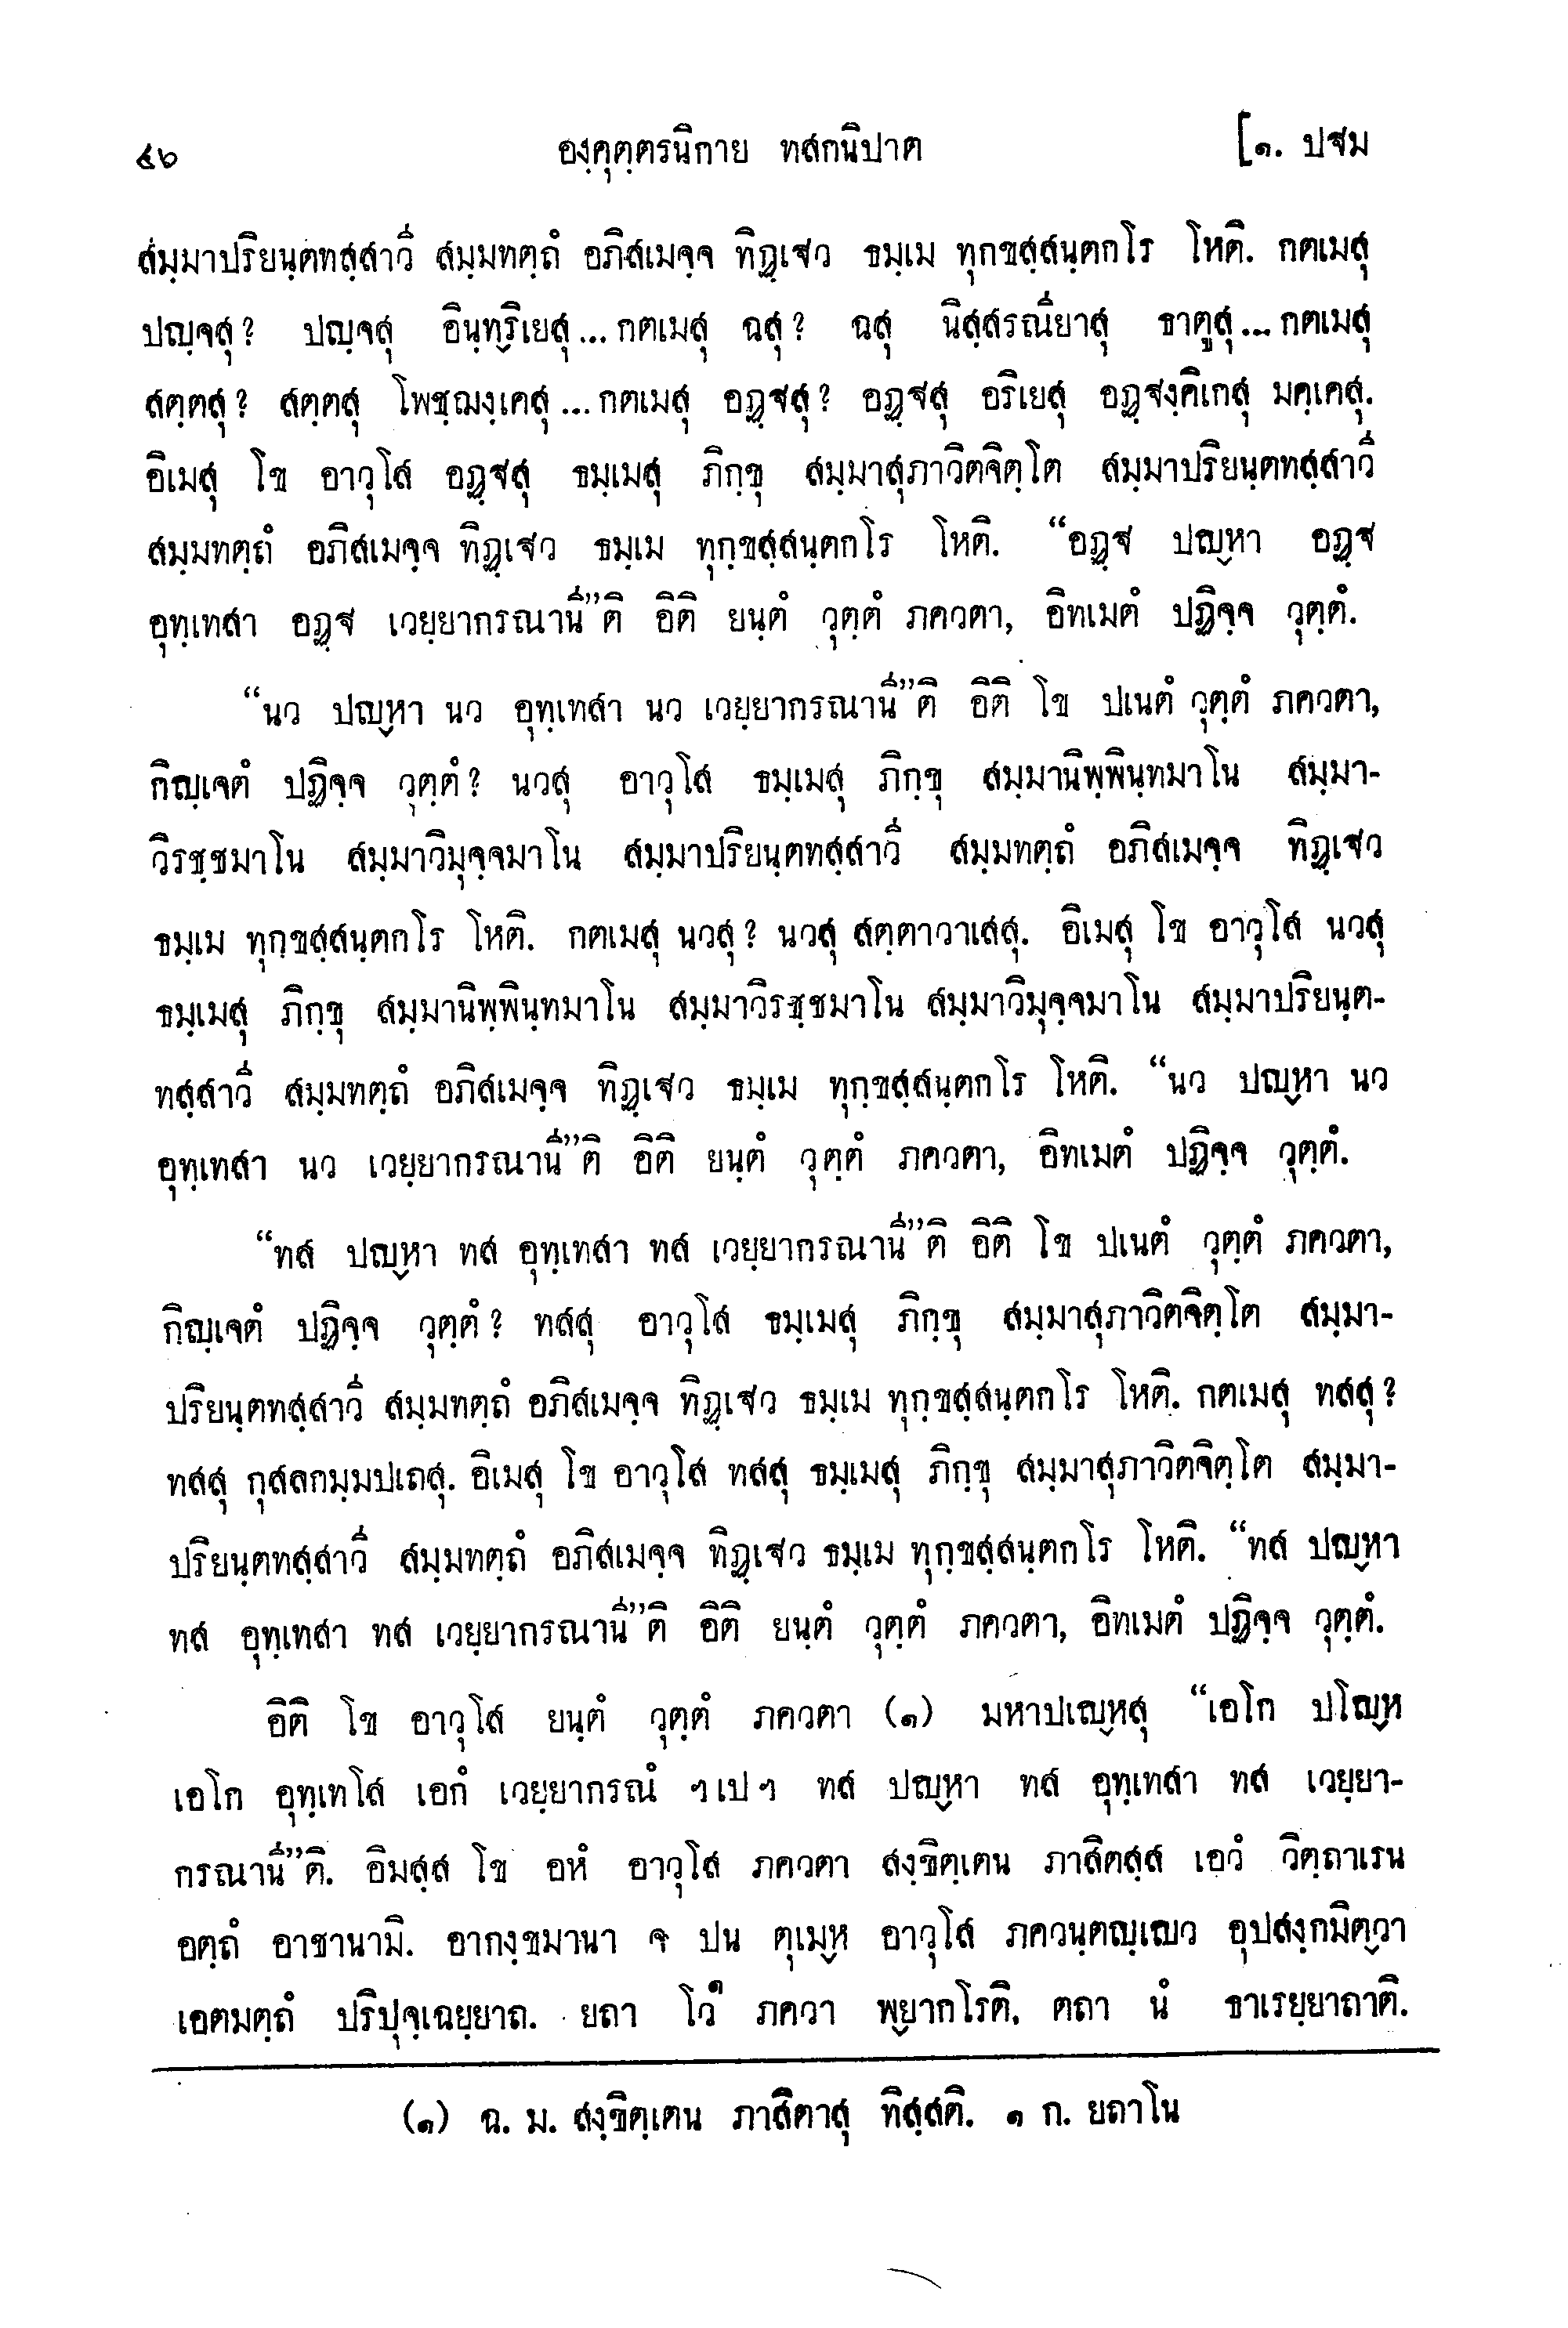 ๔๖ องฺคุตฺตรนิกาย ทสกนิปาต [๑. ปฐม
สมฺมาปริยนฺตทสฺสาวี สมฺมทตฺถํ อภิสเมจฺจ ทิฏฺเฐว ธมฺเม ทุกฺขสฺสนฺตกโร โหติ. กตเมสุ
ปญฺจสุ? ปญฺจสุ อินฺทฺริเยสุ...กตเมสุ ฉสุ? ฉสุ นิสฺสรณียาสุ ธาตูสุ...กตเมสุ
สตฺตสุ? สตฺตสุ โพชฺฌงฺเคสุ...กตเมสุ อฏฺฐสุ? อฏฺฐสุ อริเยสุ อฏฺฐงฺคิเกสุ มคฺเคสุ.
อิเมสุ โข อาวุโส อฏฺฐสุ ธมฺเมสุ ภิกฺขุ สมฺมาสุภาวิตจิตฺโต สมฺมาปริยนฺตทสฺสาวี
สมฺมทตฺถํ อภิสเมจฺจ ทิฏฺเฐว ธมฺเม ทุกฺขสฺสนฺตกโร โหติ. “อฏฺฐ ปญฺหา อฏฺฐ
อุทฺเทสา อฏฺฐ เวยฺยากรณานี”ติ อิติ ยนฺตํ วุตฺตํ ภควตา, อิทเมตํ ปฏิจฺจ วุตฺตํ.
“นว ปญฺหา นว อุทฺเทสา นว เวยฺยากรณานี”ติ อิติ โข ปเนตํ วุตฺตํ ภควตา,
กิญฺเจตํ ปฏิจฺจ วุตฺตํ? นวสุ อาวุโส ธมฺเมสุ ภิกฺขุ สมฺมานิพฺพินฺทมาโน สมฺมา-
วิรชฺชมาโน สมฺมาวิมุจฺจมาโน สมฺมาปริยนฺตทสฺสาวี สมฺมทตฺถํ อภิสเมจฺจ ทิฏฺเฐว
ธมฺเม ทุกฺขสฺสนฺตกโร โหติ. กตเมสุ นวสุ? นวสุ สตฺตาวาเสสุ. อิเมสุ โข อาวุโส นวสุ
ธมฺเมสุ ภิกฺขุ สมฺมานิพฺพินฺทมาโน สมฺมาวิรชฺชมาโน สมฺมาวิมุจฺจมาโน สมฺมาปริยนฺต-
ทสฺสาวี สมฺมทตฺถํ อภิสเมจฺจ ทิฏฺเฐว ธมฺเม ทุกฺขสฺสนฺตกโร โหติ. “นว ปญฺหา นว
อุทฺเทสา นว เวยฺยากรณานี”ติ อิติ ยนฺตํ วุตฺตํ ภควตา, อิทเมตํ ปฏิจฺจ วุตฺตํ.
“ทส ปญฺหา ทส อุทฺเทสา ทส เวยฺยากรณานี”ติ อิติ โข ปเนตํ วุตฺตํ ภควตา,
กิญฺเจตํ ปฏิจฺจ วุตฺตํ? ทสสุ อาวุโส ธมฺเมสุ ภิกฺขุ สมฺมาสุภาวิตจิตฺโต สมฺมา-
ปริยนฺตทสฺสาวี สมฺมทตฺถํ อภิสเมจฺจ ทิฏฺเฐว ธมฺเม ทุกฺขสฺสนฺตกโร โหติ. กตเมสุ ทสสุ?
ทสสุ กุสลกมฺมปเถสุ. อิเมสุ โข อาวุโส ทสสุ ธมฺเมสุ ภิกฺขุ สมฺมาสุภาวิตจิตฺโต สมฺมา-
ปริยนฺตทสฺสาวี สมฺมทตฺถํ อภิสเมจฺจ ทิฏฺเฐว ธมฺเม ทุกฺขสฺสนฺตกโร โหติ. “ทส ปญฺหา
ทส อุทฺเทสา ทส เวยฺยากรณานี”ติ อิติ ยนฺตํ วุตฺตํ ภควตา, อิทเมตํ ปฏิจฺจ วุตฺตํ.
อิติ โข อาวุโส ยนฺตํ วุตฺตํ ภควตา (๑) มหาปเญฺหสุ “เอโก ปโญฺห
เอโก อุทฺเทโส เอกํ เวยฺยากรณํ ฯเปฯ ทส ปญฺหา ทส อุทฺเทสา ทส เวยฺยา-
กรณานี”ติ. อิมสฺส โข อหํ อาวุโส ภควตา สงฺขิตฺเตน ภาสิตสฺส เอวํ วิตฺถาเรน
อตฺถํ อาชานามิ. อากงฺขมานา จ ปน ตุเมฺห อาวุโส ภควนฺตญฺเญว อุปสงฺกมิตฺวา
เอตมตฺถํ ปริปุจฺเฉยฺยาถ. ยถา โว๑ ภควา พฺยากโรติ, ตถา นํ ธาเรยฺยาถาติ.
(๑) ฉ. ม. สงฺขิตฺเตน ภาสิตาสุ ทิสฺสติ. ๑ ก. ยถาโน